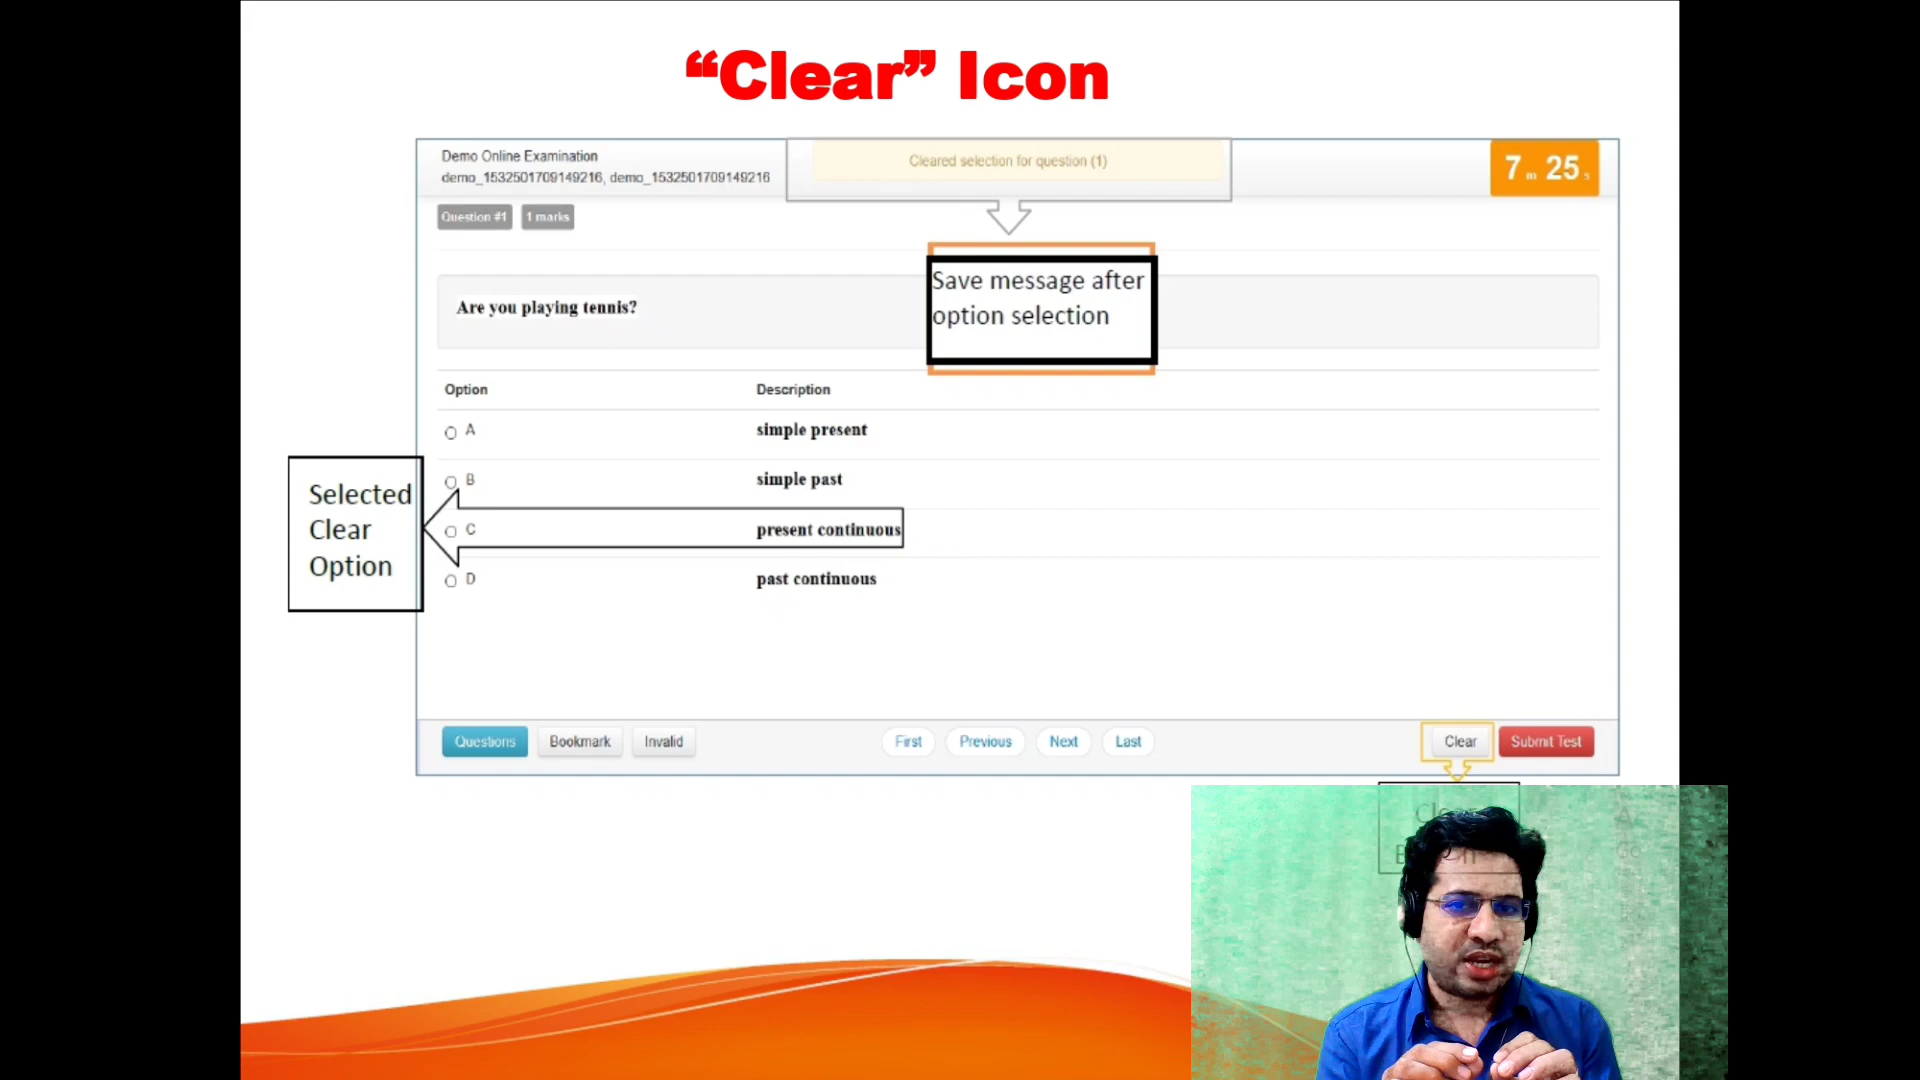 “Clear” Icon
Demo Online Examination
demo_1532501709149216, demo_1532501709149216
Cleared selection for question (1)
7 m 25 s
Question #1
1 marks
Save message after
option selection
Are you playing tennis?
Option Description
A simple present
B simple past
C present continuous
D past continuous
Selected
Clear
Option
Questions Bookmark Invalid First Previous Next Last Clear Submit Test